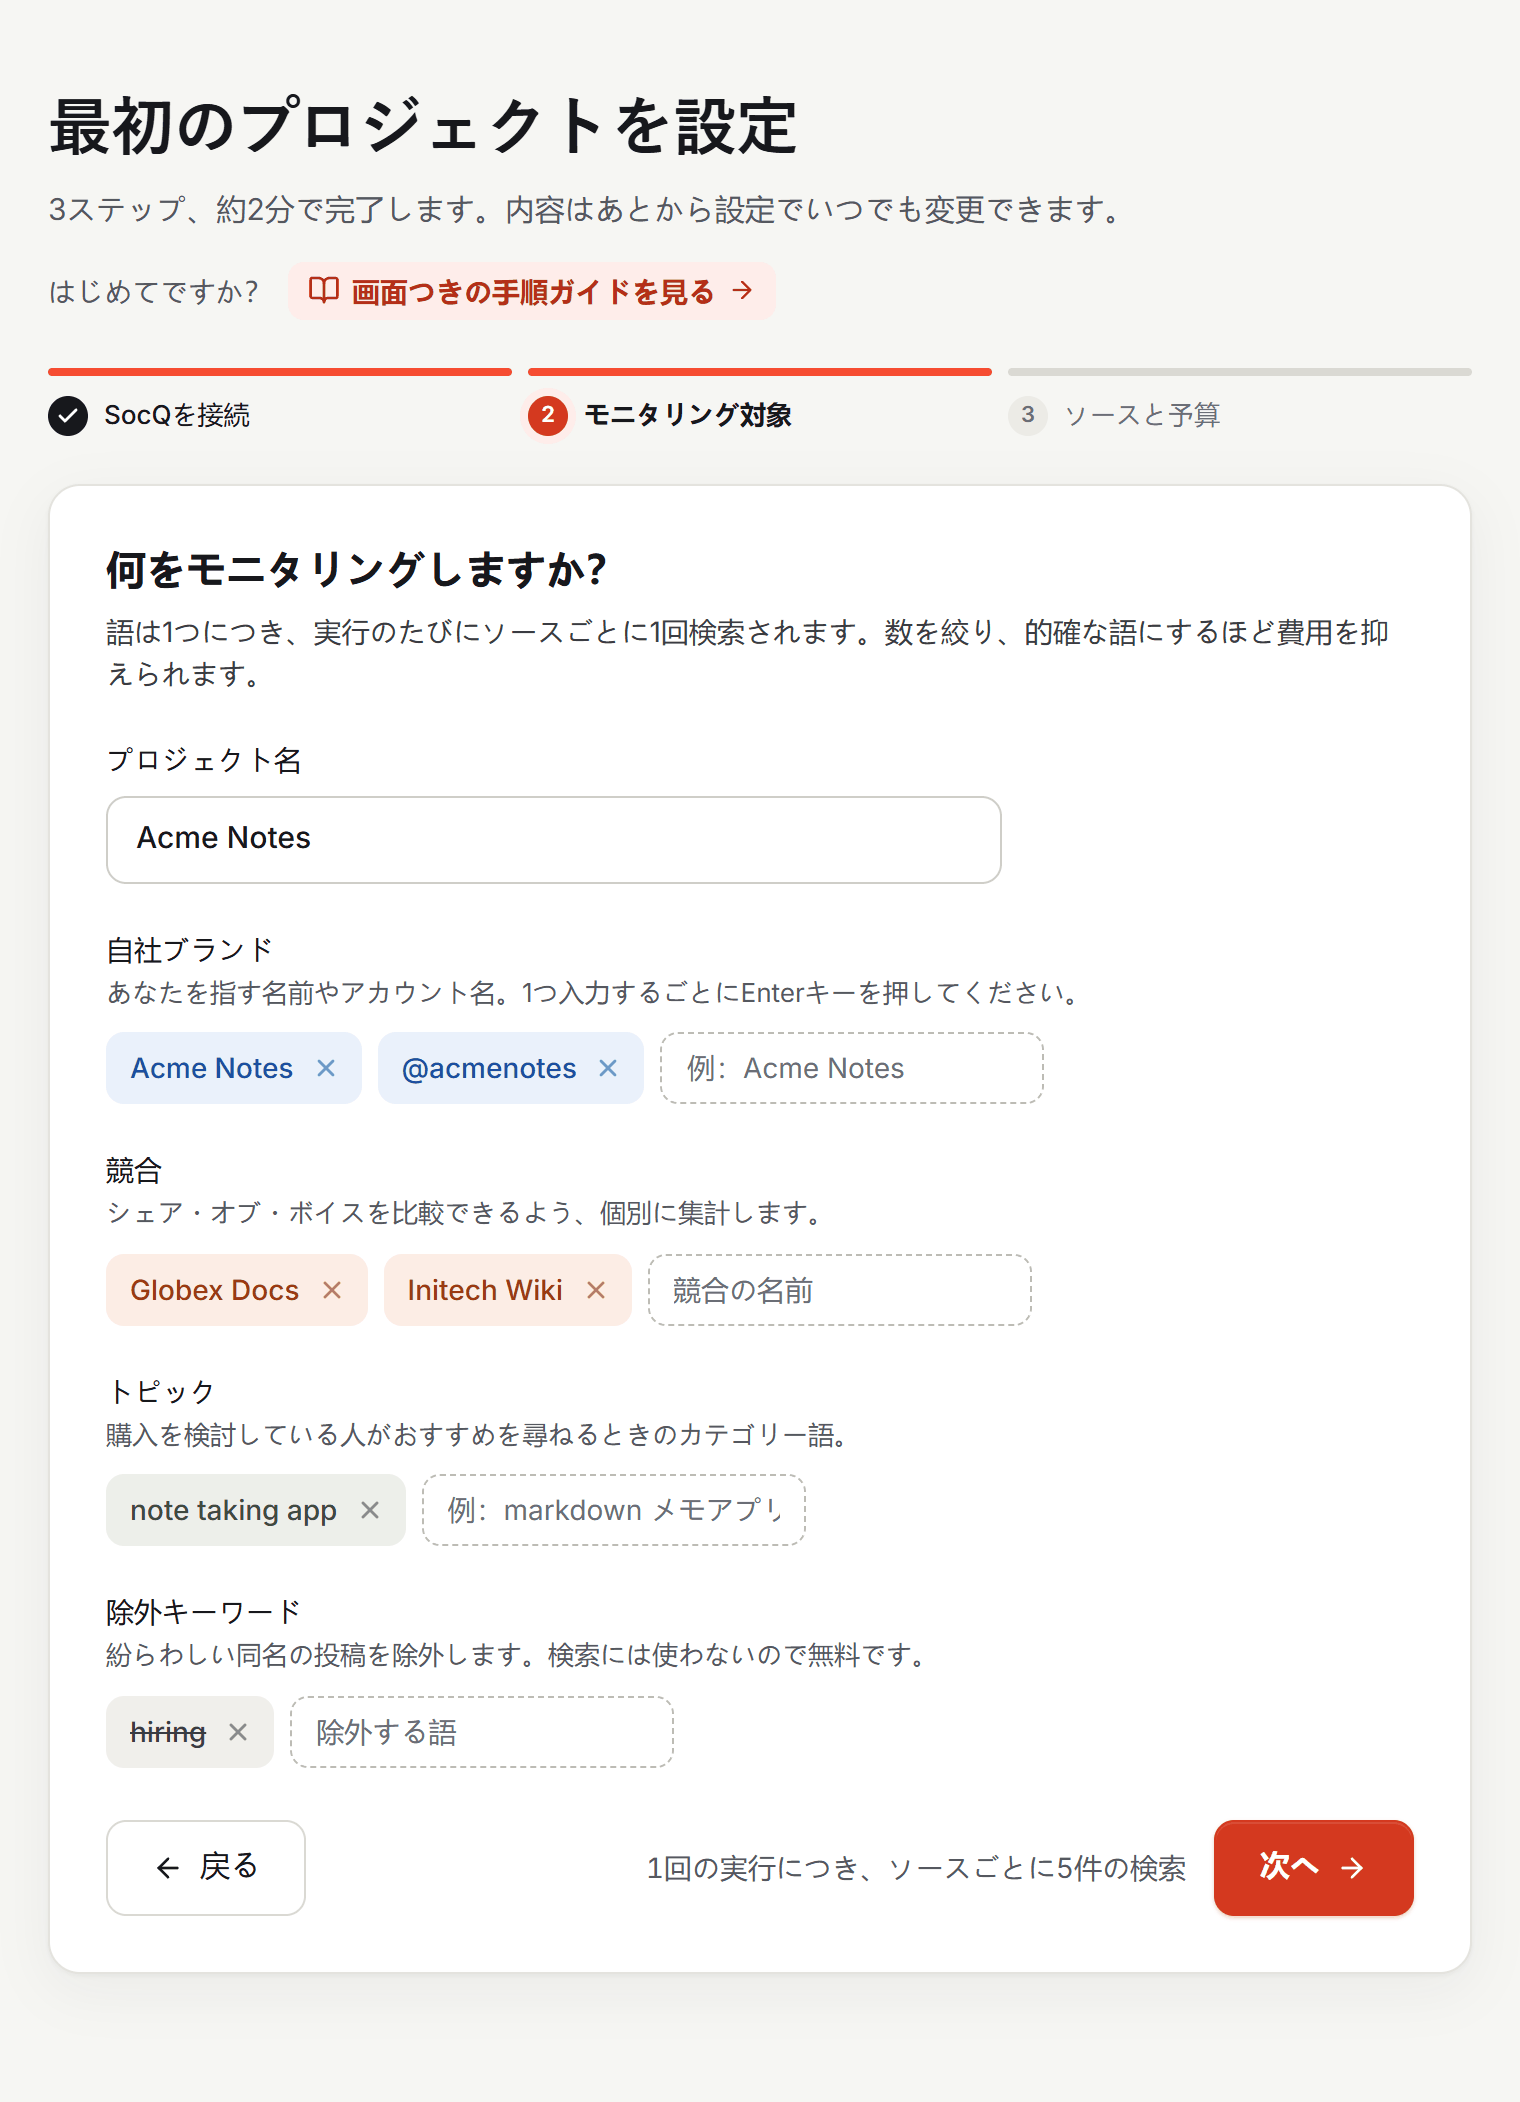 最初のプロジェクトを設定
3ステップ、約2分で完了します。内容はあとから設定でいつでも変更できます。
はじめてですか？ 画面つきの手順ガイドを見る →
SocQを接続
2 モニタリング対象
3 ソースと予算
何をモニタリングしますか？
語は1つにつき、実行のたびにソースごとに1回検索されます。数を絞り、的確な語にするほど費用を抑
えられます。
プロジェクト名
Acme Notes
自社ブランド
あなたを指す名前やアカウント名。1つ入力するごとにEnterキーを押してください。
Acme Notes × @acmenotes × 例：Acme Notes
競合
シェア・オブ・ボイスを比較できるよう、個別に集計します。
Globex Docs × Initech Wiki × 競合の名前
トピック
購入を検討している人がおすすめを尋ねるときのカテゴリー語。
note taking app × 例：markdown メモアプリ
除外キーワード
紛らわしい同名の投稿を除外します。検索には使わないので無料です。
hiring × 除外する語
← 戻る 1回の実行につき、ソースごとに5件の検索 次へ →